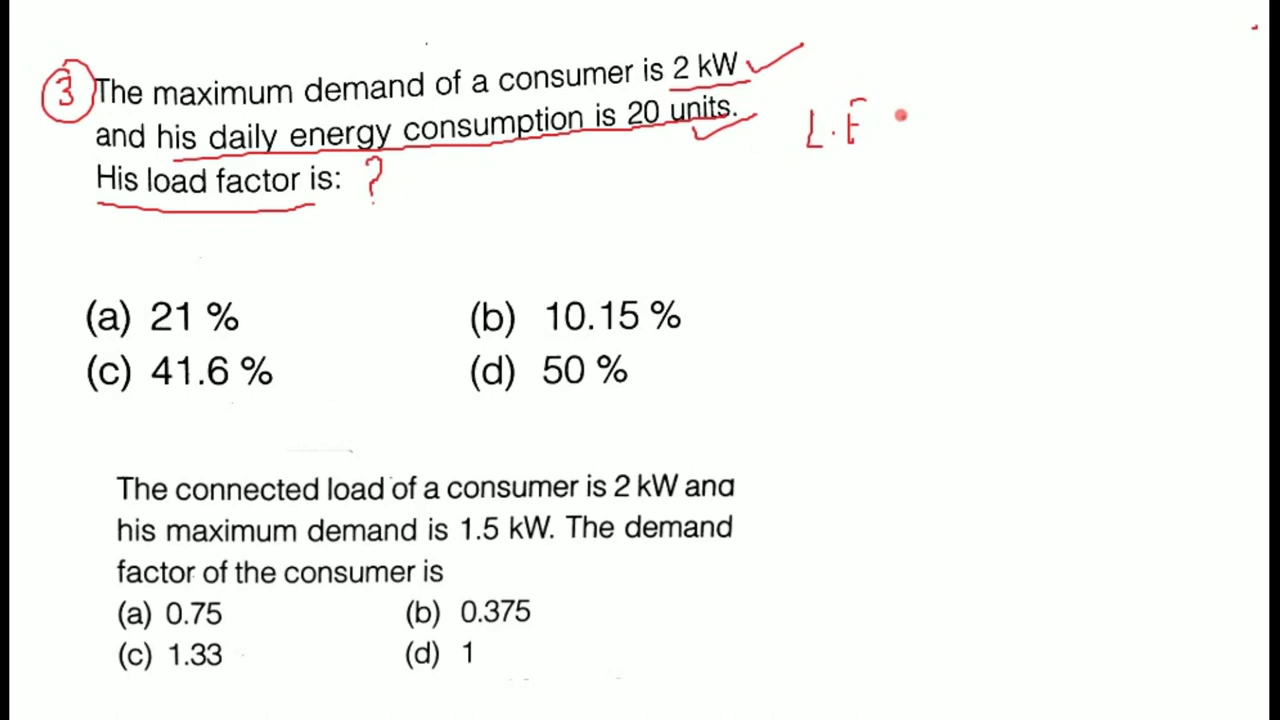 3 The maximum demand of a consumer is 2 kW
and his daily energy consumption is 20 units. L.F
His load factor is: ?
(a) 21 % (b) 10.15 %
(c) 41.6 % (d) 50 %
The connected load of a consumer is 2 kW and
his maximum demand is 1.5 kW. The demand
factor of the consumer is
(a) 0.75 (b) 0.375
(c) 1.33 (d) 1